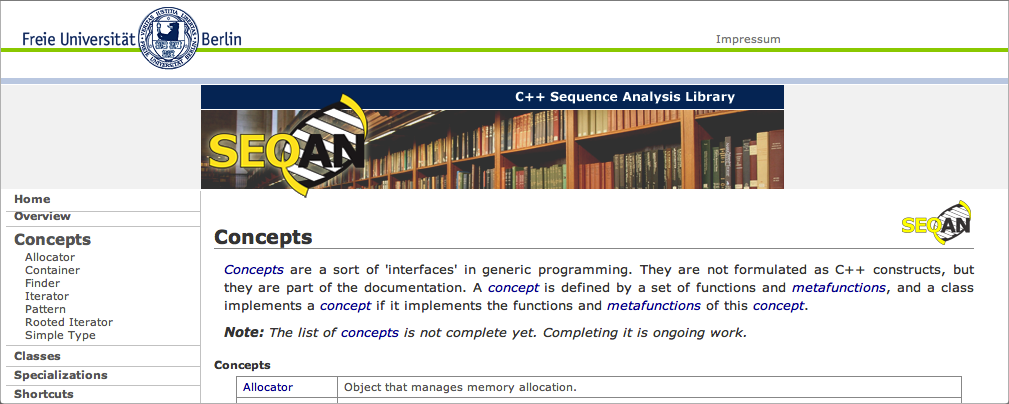 Freie Universität Berlin
Impressum
C++ Sequence Analysis Library
SEQAN
Home
Overview
Concepts
Allocator
Container
Finder
Iterator
Pattern
Rooted Iterator
Simple Type
Classes
Specializations
Shortcuts
SEQAN
Concepts
Concepts are a sort of 'interfaces' in generic programming. They are not formulated as C++ constructs, but
they are part of the documentation. A concept is defined by a set of functions and metafunctions, and a class
implements a concept if it implements the functions and metafunctions of this concept.
Note: The list of concepts is not complete yet. Completing it is ongoing work.
Concepts
Allocator Object that manages memory allocation.